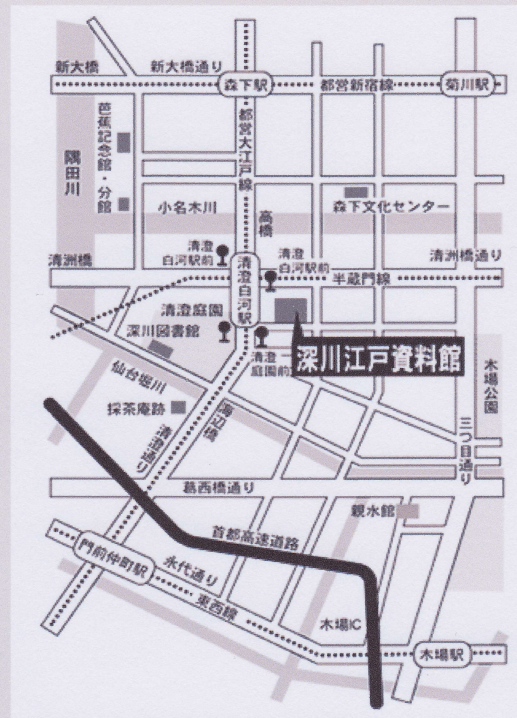 新大橋
新大橋通り
森下駅
都営新宿線
菊川駅
芭蕉記念館・分館
隅田川
都営大江戸線
小名木川
高橋
森下文化センター
清澄
白河駅前
清洲橋
清澄白河駅
清澄
白河駅前
清洲橋通り
半蔵門線
清澄庭園
深川図書館
清澄
庭園前
深川江戸資料館
仙台堀川
採茶庵跡
海辺橋
清澄通り
木場公園
三つ目通り
葛西橋通り
親水館
首都高速道路
門前仲町駅
永代通り
東西線
木場IC
木場駅